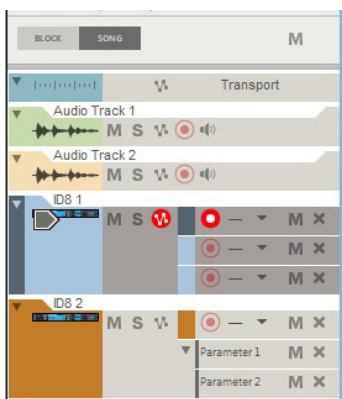 BLOCK SONG M
Transport
Audio Track 1
M S
Audio Track 2
M S
ID8 1
M S M ×
M ×
M ×
ID8 2
M S M ×
Parameter 1 M ×
Parameter 2 M ×